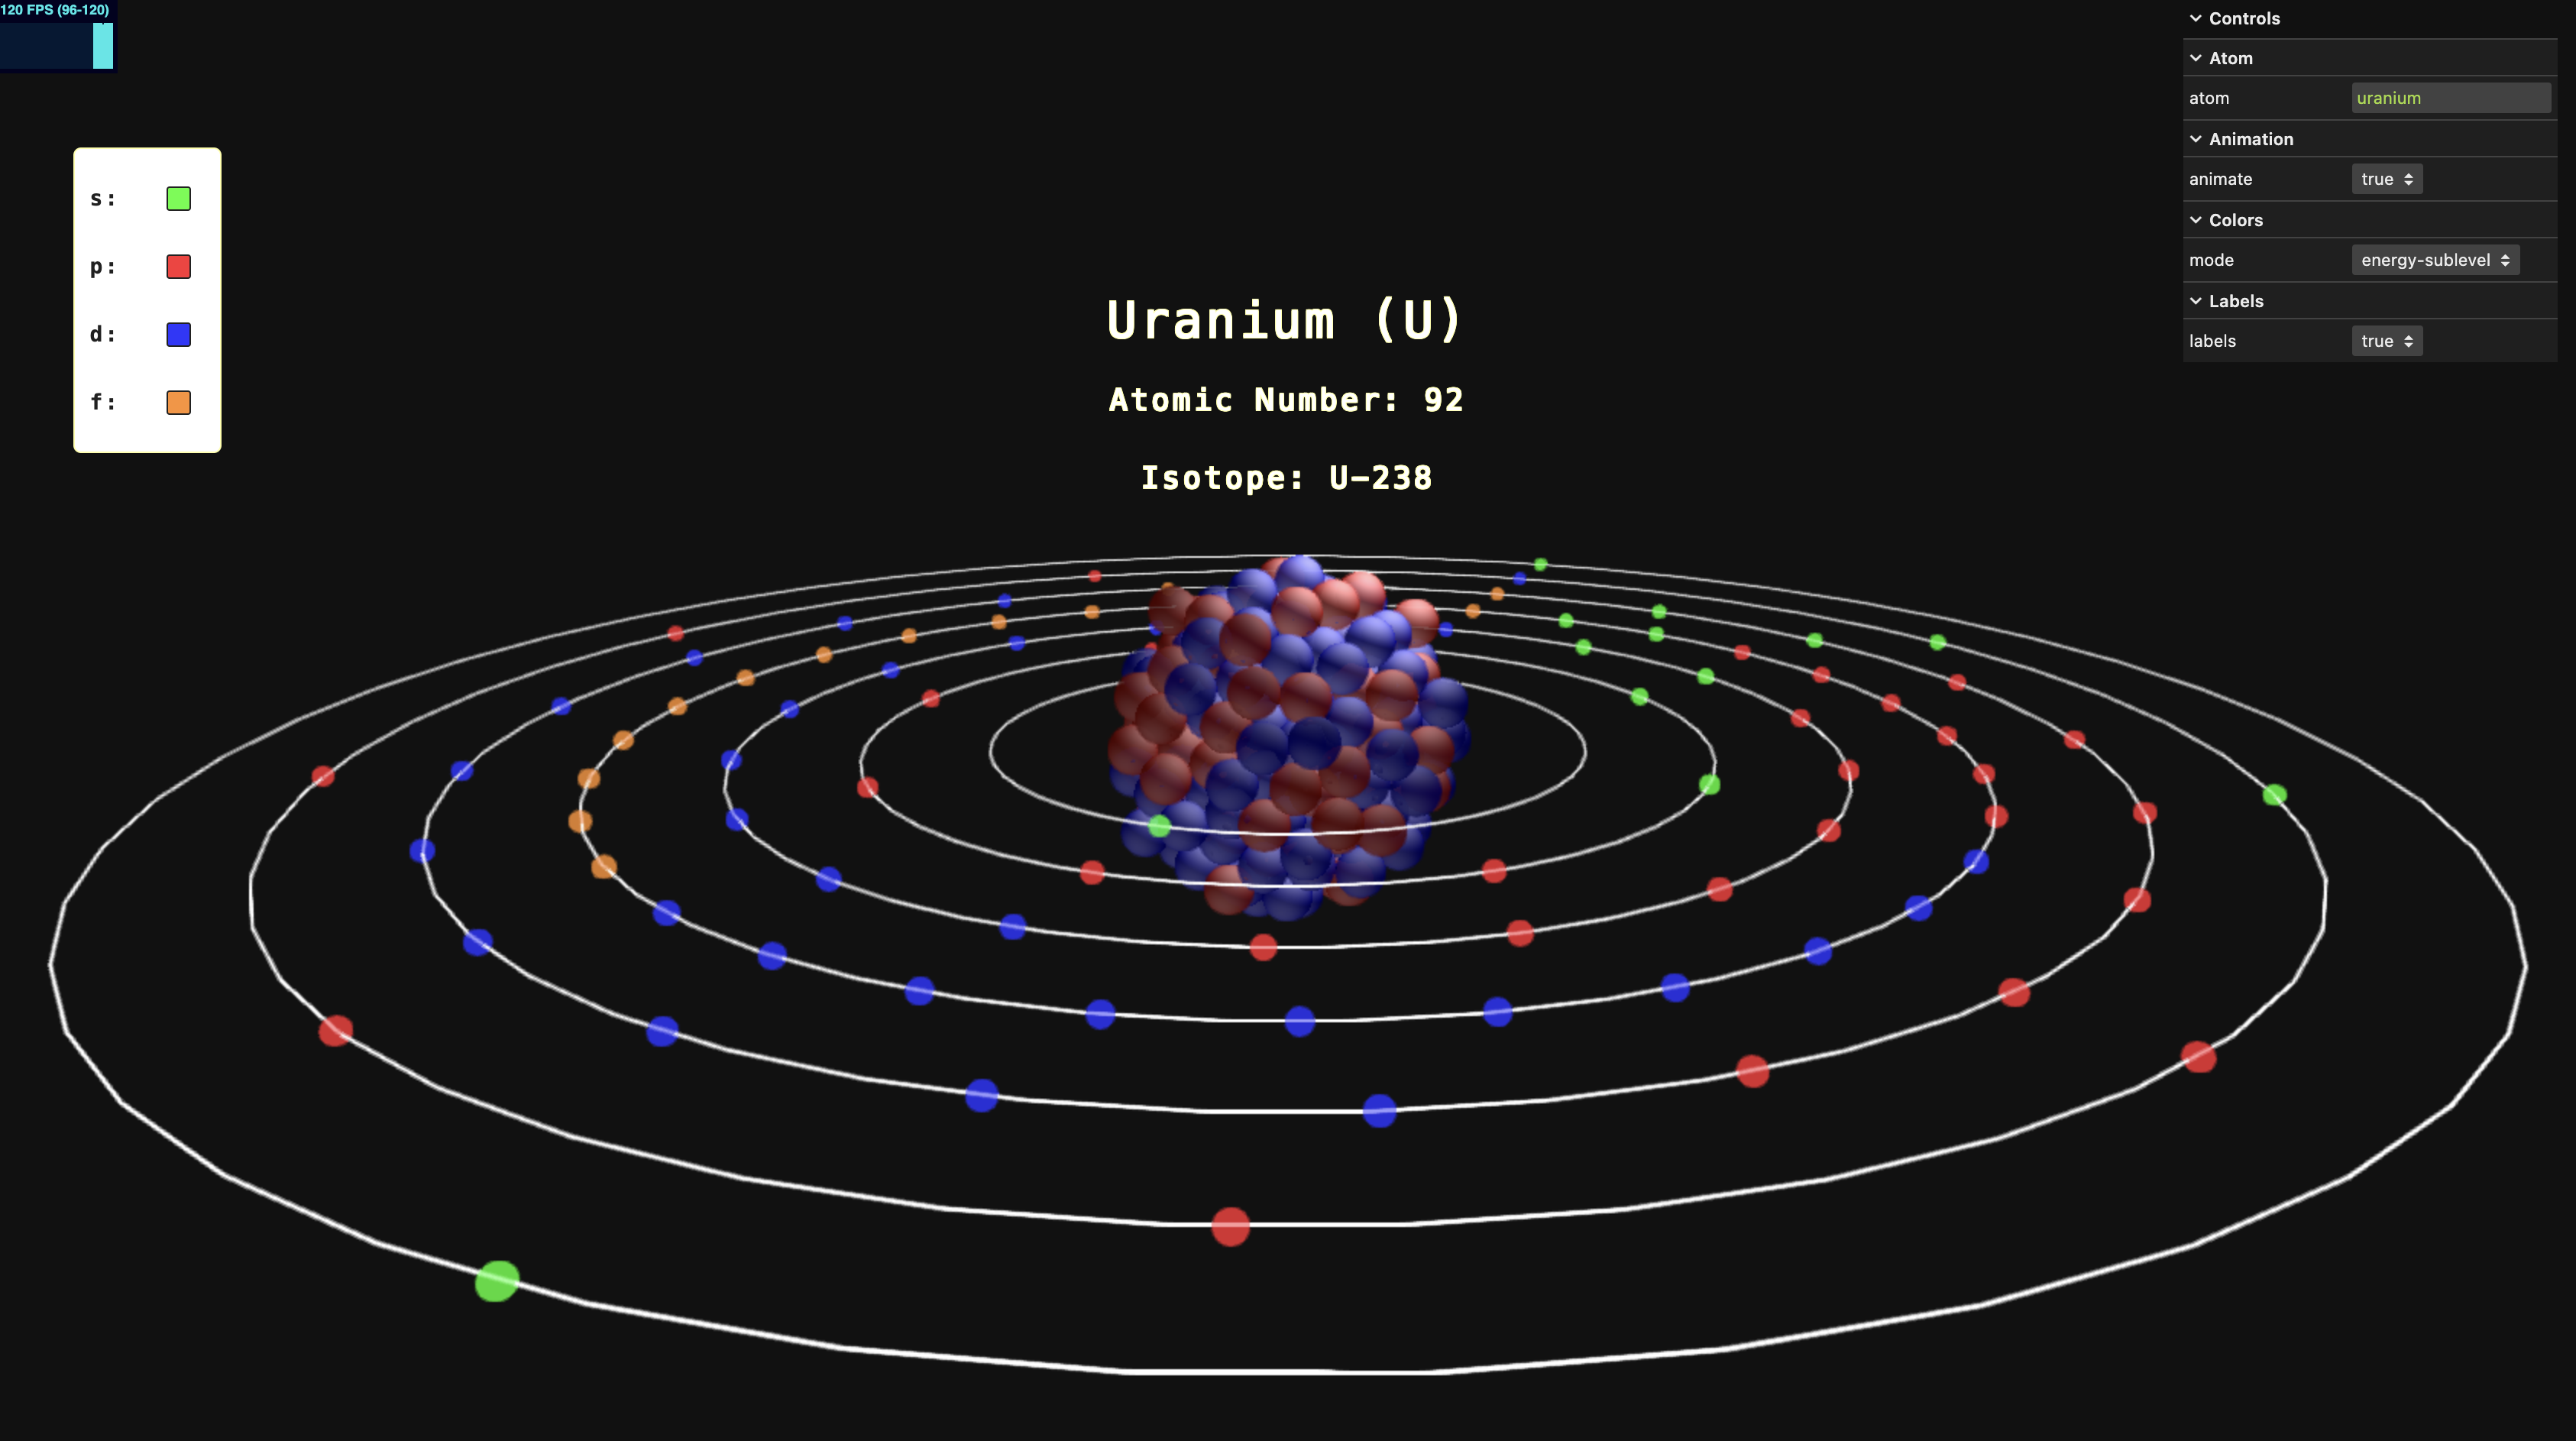 120 FPS (96-120)
s:
p:
d:
f:
Uranium (U)
Atomic Number: 92
Isotope: U-238
Controls
Atom
atom uranium
Animation
animate true
Colors
mode energy-sublevel
Labels
labels true